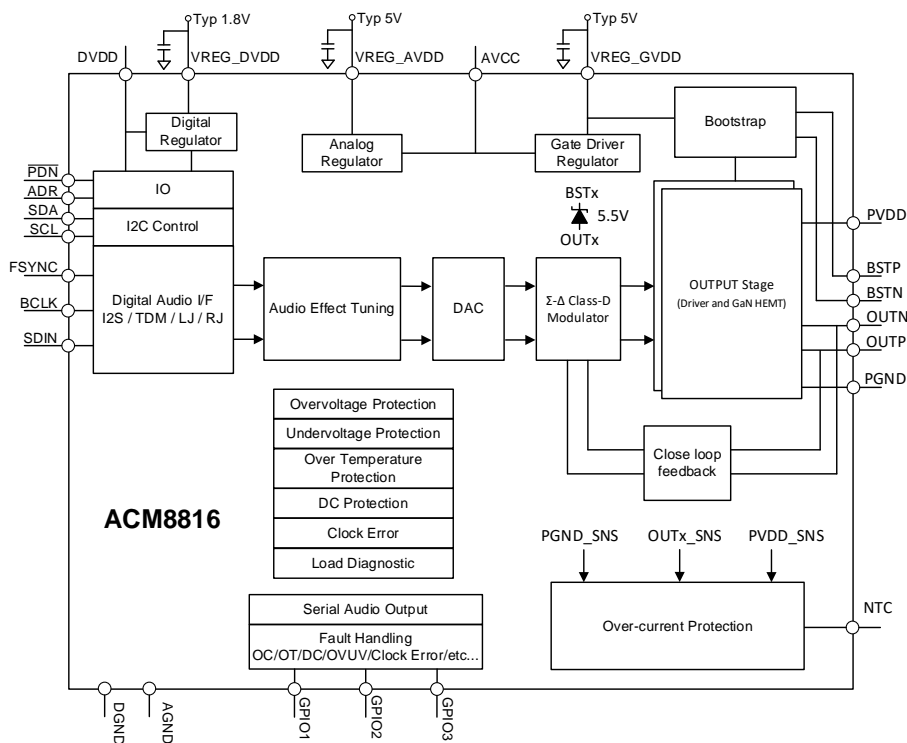 Typ 1.8V
Typ 5V
Typ 5V
DVDD
VREG_DVDD
VREG_AVDD
AVCC
VREG_GVDD
Digital
Regulator
Analog
Regulator
Gate Driver
Regulator
Bootstrap
PDN
ADR
SDA
SCL
FSYNC
BCLK
SDIN
IO
I2C Control
Digital Audio I/F
I2S / TDM / LJ / RJ
Audio Effect Tuning
DAC
BSTx
5.5V
OUTx
Σ-Δ Class-D
Modulator
OUTPUT Stage
(Driver and GaN HEMT)
PVDD
BSTP
BSTN
OUTN
OUTP
PGND
Close loop
feedback
Overvoltage Protection
Undervoltage Protection
Over Temperature
Protection
DC Protection
Clock Error
Load Diagnostic
ACM8816
PGND_SNS
OUTx_SNS
PVDD_SNS
Over-current Protection
NTC
Serial Audio Output
Fault Handling
OC/OT/DC/OVUV/Clock Error/etc...
DGND
AGND
GPIO1
GPIO2
GPIO3